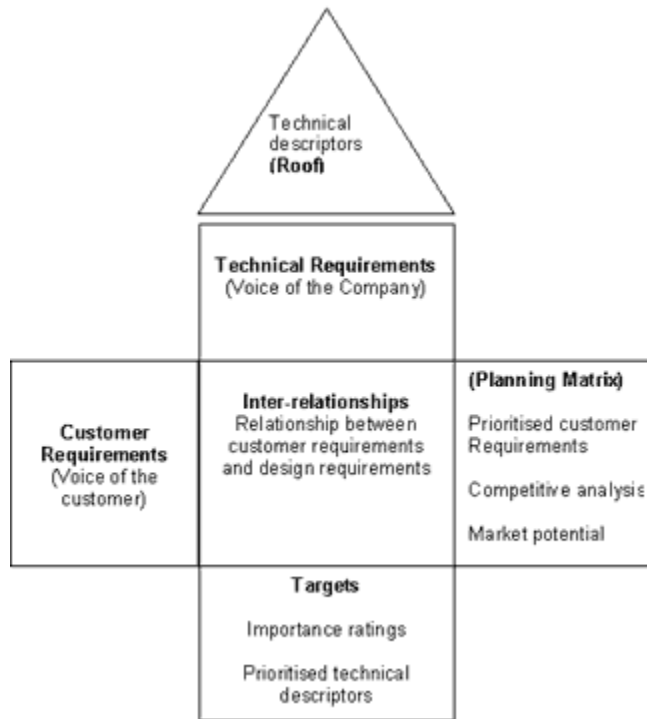 Technical
descriptors
(Roof)
Technical Requirements
(Voice of the Company)
Customer
Requirements
(Voice of the
customer)
Inter-relationships
Relationship between
customer requirements
and design requirements
(Planning Matrix)
Prioritised customer
Requirements
Competitive analysis
Market potential
Targets
Importance ratings
Prioritised technical
descriptors